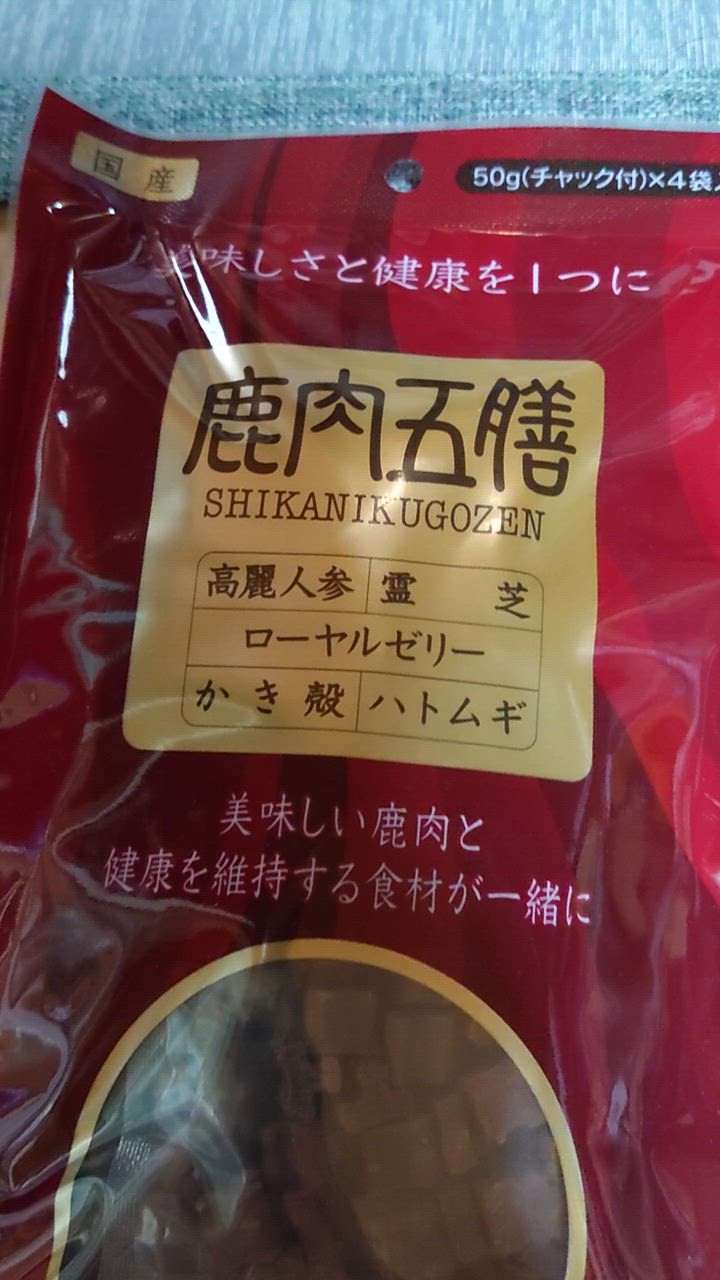 国産
50g(チャック付)×4袋入
美味しさと健康を1つに
鹿肉五膳
SHIKANIKUGOZEN
高麗人参 霊芝
ローヤルゼリー
かき殻 ハトムギ
美味しい鹿肉と
健康を維持する食材が一緒に